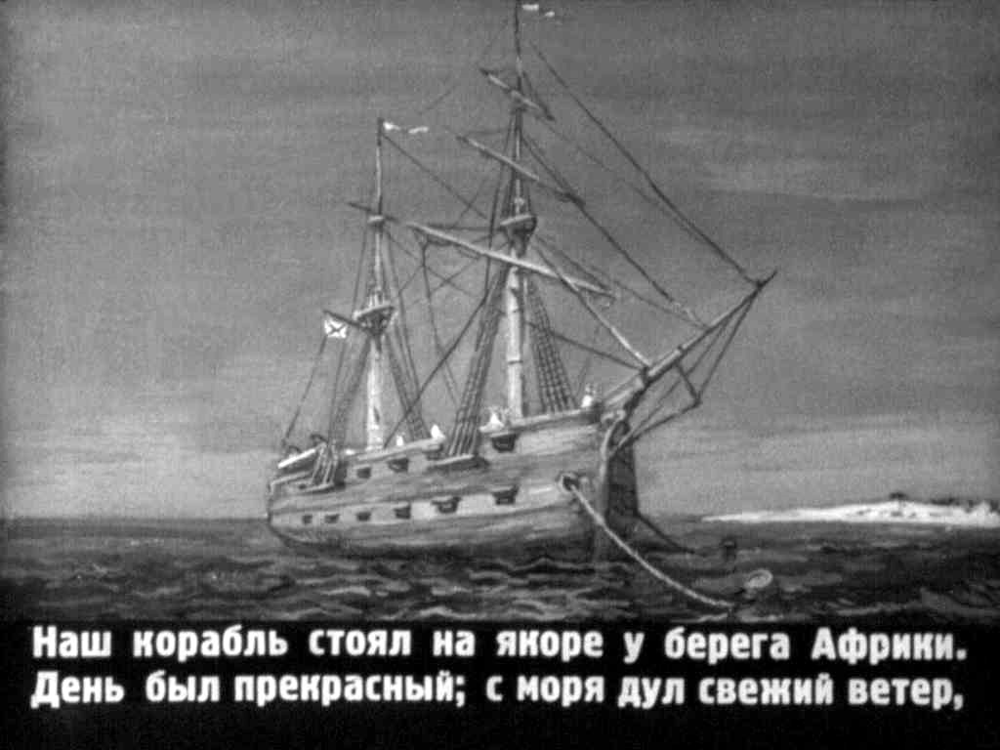 Наш корабль стоял на якоре у берега Африки.
День был прекрасный; с моря дул свежий ветер,